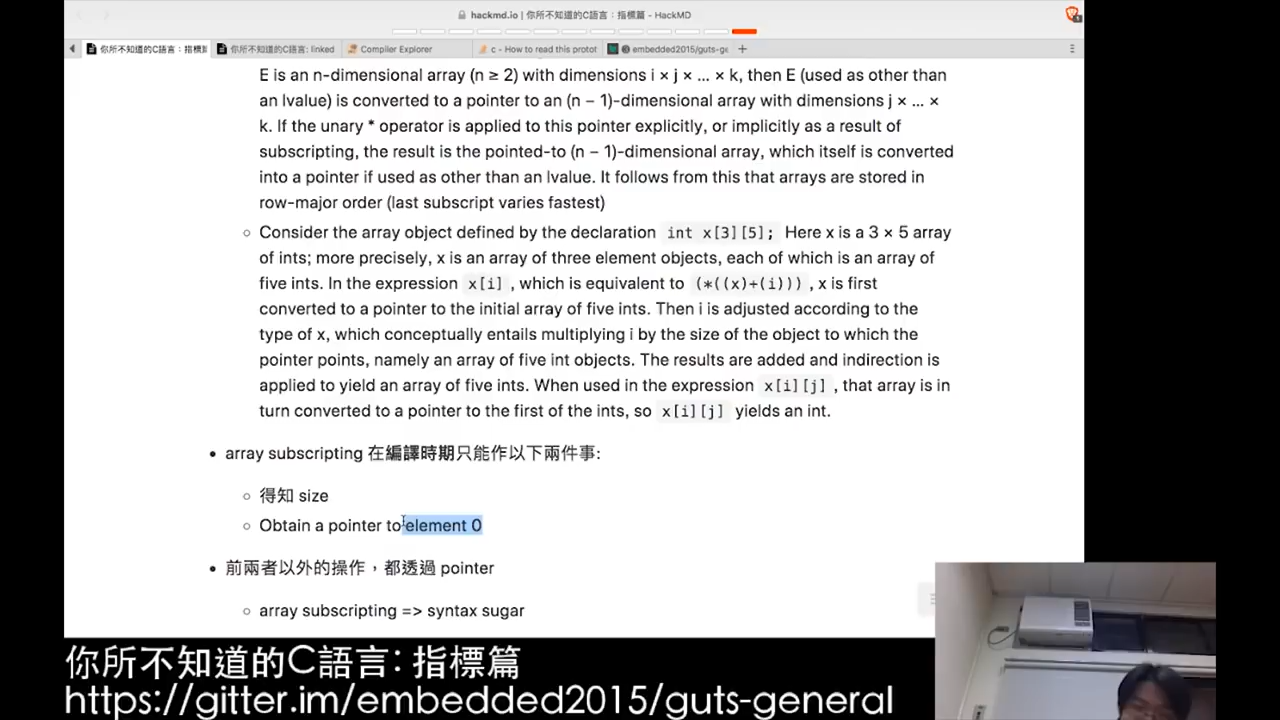 hackmd.io | 你所不知道的C語言：指標篇 - HackMD
你所不知道的C語言：指標
你所不知道的C語言: linked
Compiler Explorer
c - How to read this protot
embedded2015/guts-ge
E is an n-dimensional array (n ≥ 2) with dimensions i × j × ... × k, then E (used as other than
an lvalue) is converted to a pointer to an (n − 1)-dimensional array with dimensions j × ... ×
k. If the unary * operator is applied to this pointer explicitly, or implicitly as a result of
subscripting, the result is the pointed-to (n − 1)-dimensional array, which itself is converted
into a pointer if used as other than an lvalue. It follows from this that arrays are stored in
row-major order (last subscript varies fastest)
Consider the array object defined by the declaration int x[3][5]; Here x is a 3 × 5 array
of ints; more precisely, x is an array of three element objects, each of which is an array of
five ints. In the expression x[i] , which is equivalent to (*((x)+(i))) , x is first
converted to a pointer to the initial array of five ints. Then i is adjusted according to the
type of x, which conceptually entails multiplying i by the size of the object to which the
pointer points, namely an array of five int objects. The results are added and indirection is
applied to yield an array of five ints. When used in the expression x[i][j] , that array is in
turn converted to a pointer to the first of the ints, so x[i][j] yields an int.
array subscripting 在編譯時期只能作以下兩件事:
得知 size
Obtain a pointer to element 0
前兩者以外的操作，都透過 pointer
array subscripting => syntax sugar
你所不知道的C語言: 指標篇
https://gitter.im/embedded2015/guts-general